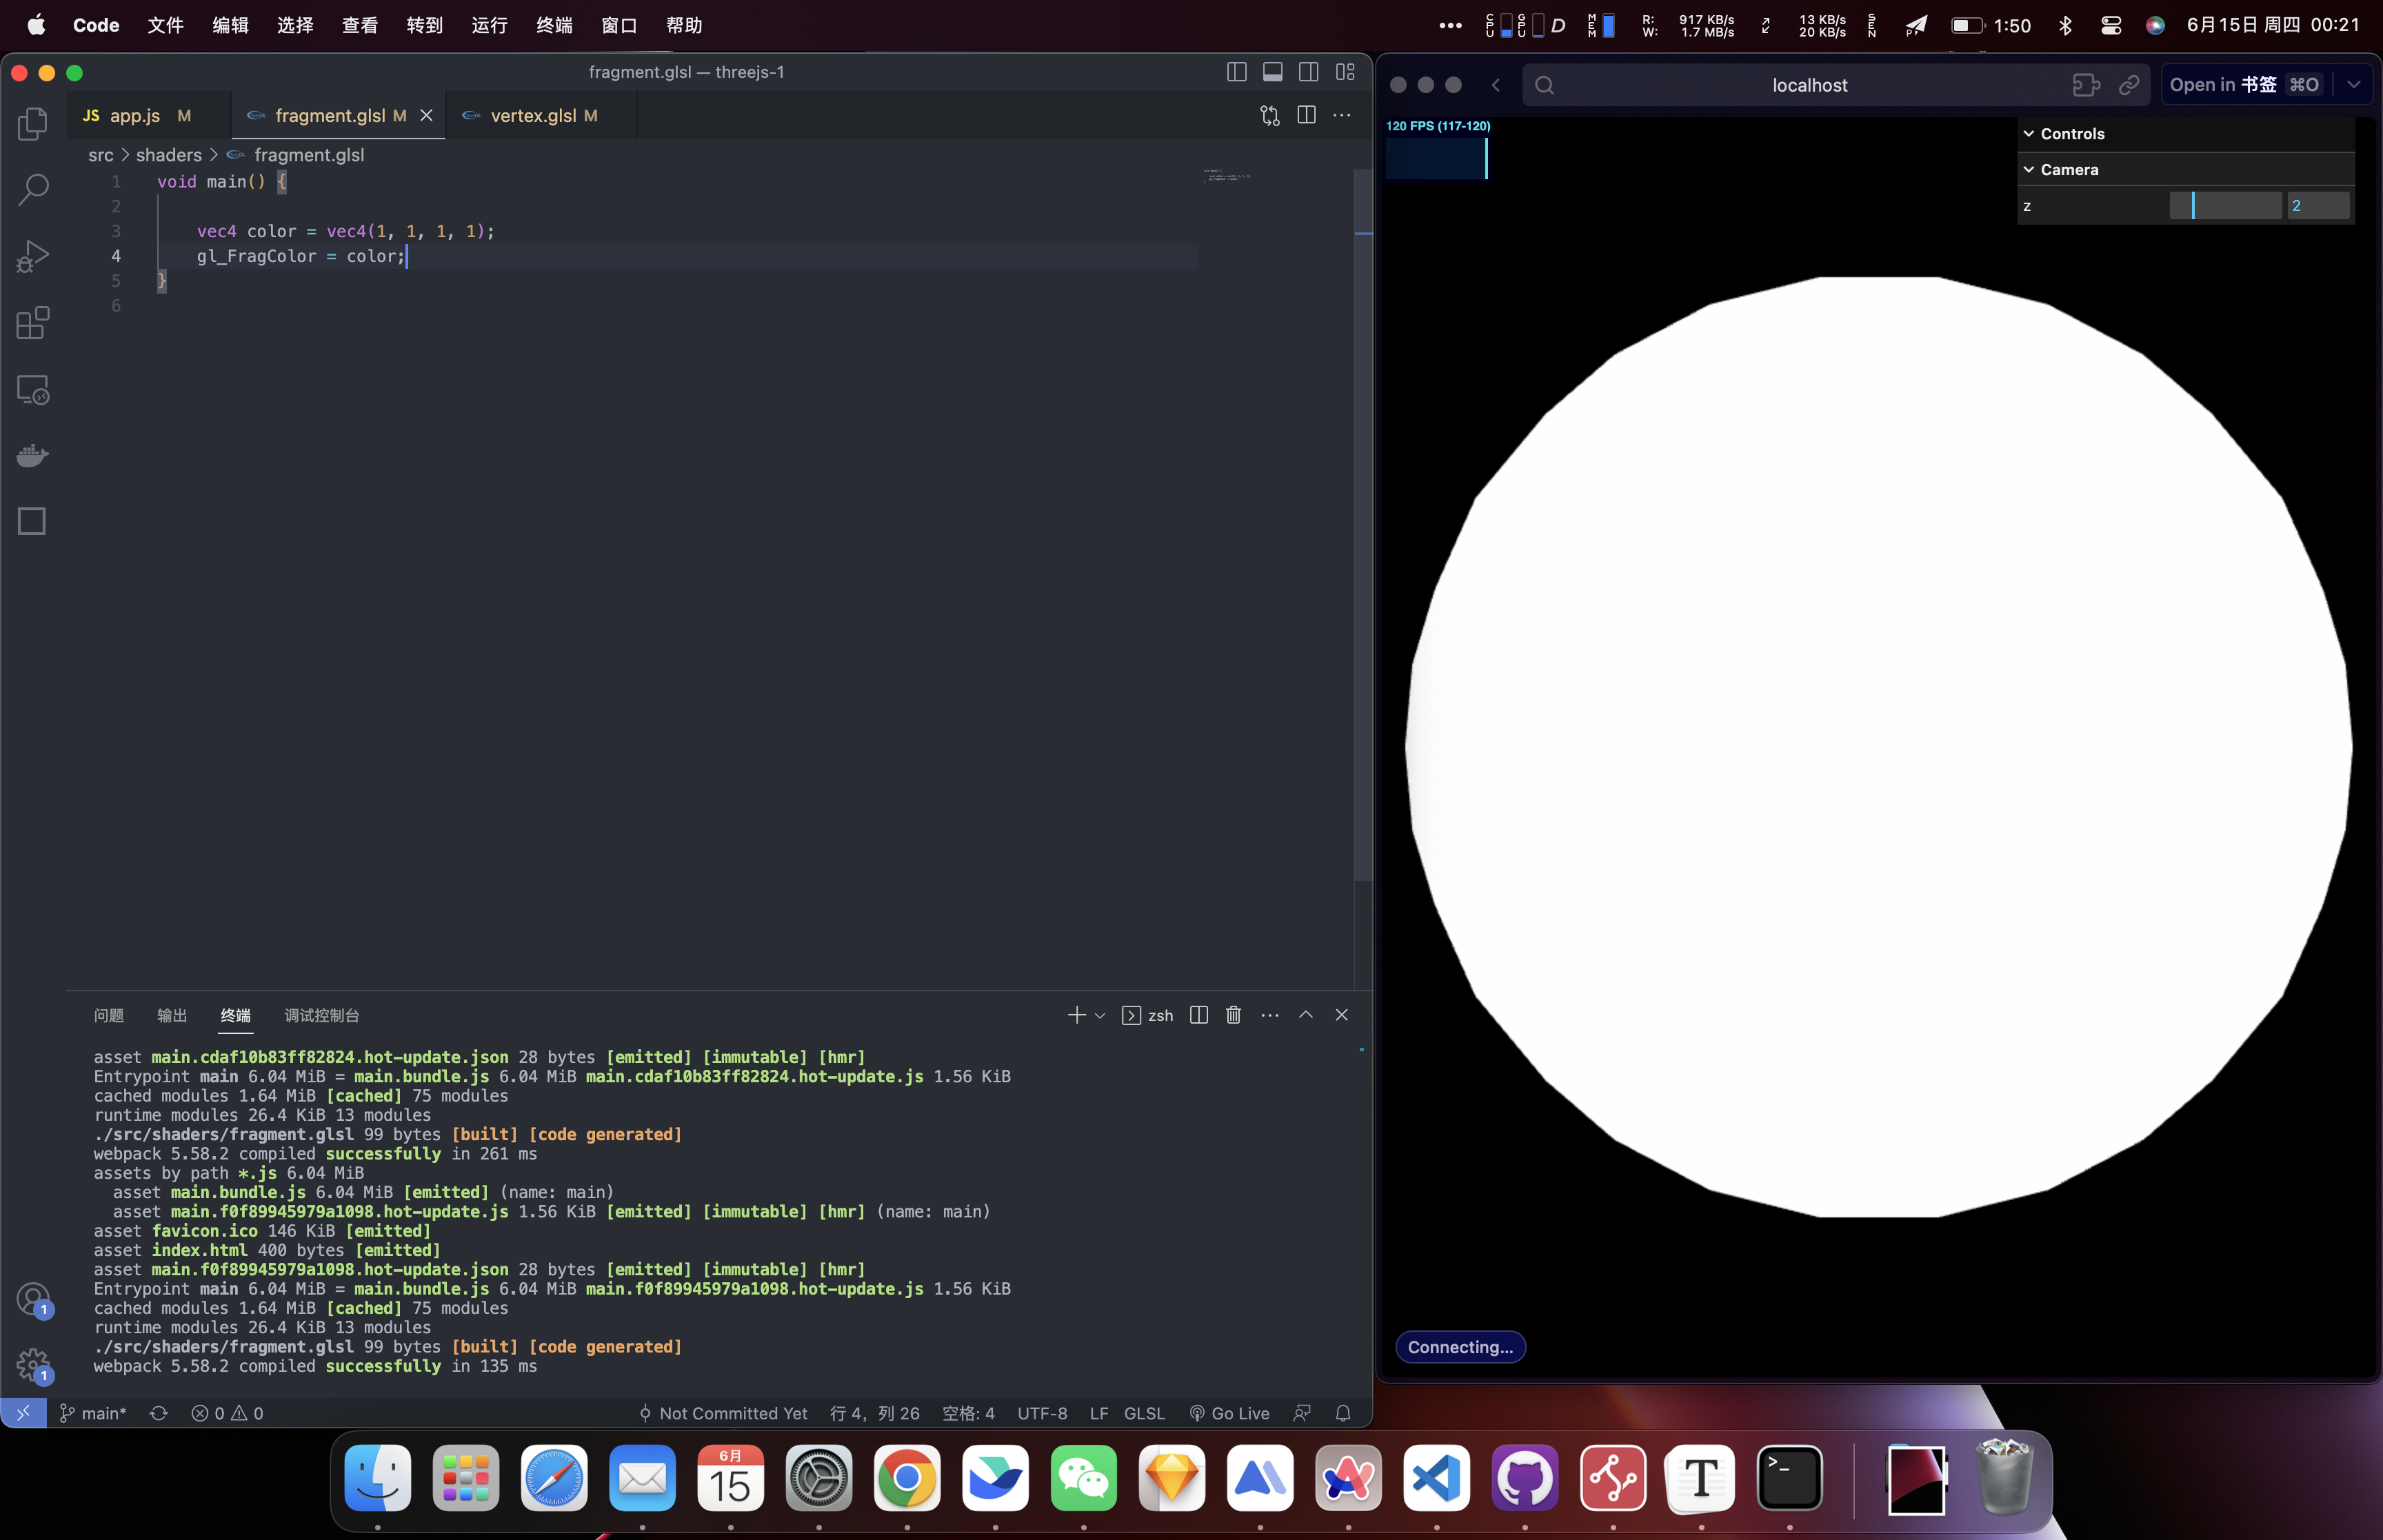 Code 文件 编辑 选择 查看 转到 运行 终端 窗口 帮助
••• CPU GPU D MEM R: 917 KB/s W: 1.7 MB/s 13 KB/s 20 KB/s SEN 1:50 6月15日 周四 00:21
fragment.glsl — threejs-1
JS app.js M fragment.glsl M vertex.glsl M
src > shaders > fragment.glsl
1 void main() {
2
3 vec4 color = vec4(1, 1, 1, 1);
4 gl_FragColor = color;
5 }
6
问题 输出 终端 调试控制台 zsh
asset main.cdaf10b83ff82824.hot-update.json 28 bytes [emitted] [immutable] [hmr]
Entrypoint main 6.04 MiB = main.bundle.js 6.04 MiB main.cdaf10b83ff82824.hot-update.js 1.56 KiB
cached modules 1.64 MiB [cached] 75 modules
runtime modules 26.4 KiB 13 modules
./src/shaders/fragment.glsl 99 bytes [built] [code generated]
webpack 5.58.2 compiled successfully in 261 ms
assets by path *.js 6.04 MiB
asset main.bundle.js 6.04 MiB [emitted] (name: main)
asset main.f0f89945979a1098.hot-update.js 1.56 KiB [emitted] [immutable] [hmr] (name: main)
asset favicon.ico 146 KiB [emitted]
asset index.html 400 bytes [emitted]
asset main.f0f89945979a1098.hot-update.json 28 bytes [emitted] [immutable] [hmr]
Entrypoint main 6.04 MiB = main.bundle.js 6.04 MiB main.f0f89945979a1098.hot-update.js 1.56 KiB
cached modules 1.64 MiB [cached] 75 modules
runtime modules 26.4 KiB 13 modules
./src/shaders/fragment.glsl 99 bytes [built] [code generated]
webpack 5.58.2 compiled successfully in 135 ms
1
1
main* 0 0 Not Committed Yet 行 4，列 26 空格: 4 UTF-8 LF GLSL Go Live
localhost Open in 书签 ⌘O
120 FPS (117-120)
Controls
Camera
z 2
Connecting...
6月
15
T
>_